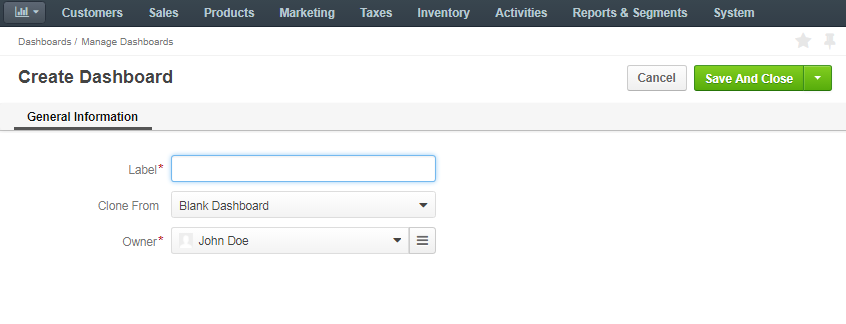 Customers Sales Products Marketing Taxes Inventory Activities Reports & Segments System
Dashboards / Manage Dashboards
Create Dashboard Cancel Save And Close
General Information
Label*
Clone From Blank Dashboard
Owner* John Doe